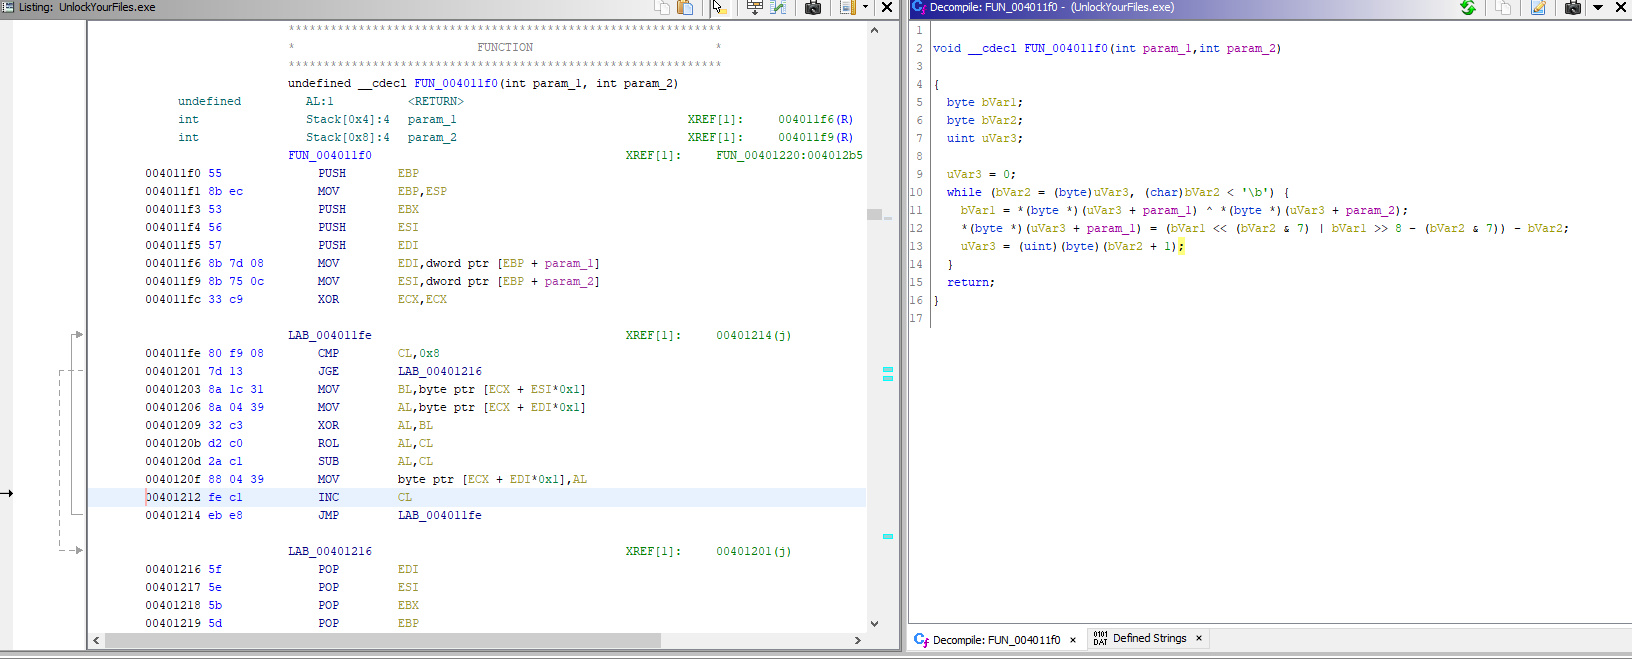 Listing: UnlockYourFiles.exe
************************************************************
* FUNCTION *
************************************************************
undefined __cdecl FUN_004011f0(int param_1, int param_2)
undefined AL:1 <RETURN>
int Stack[0x4]:4 param_1 XREF[1]: 004011f6(R)
int Stack[0x8]:4 param_2 XREF[1]: 004011f9(R)
FUN_004011f0 XREF[1]: FUN_00401220:004012b5
004011f0 55 PUSH EBP
004011f1 8b ec MOV EBP,ESP
004011f3 53 PUSH EBX
004011f4 56 PUSH ESI
004011f5 57 PUSH EDI
004011f6 8b 7d 08 MOV EDI,dword ptr [EBP + param_1]
004011f9 8b 75 0c MOV ESI,dword ptr [EBP + param_2]
004011fc 33 c9 XOR ECX,ECX
LAB_004011fe XREF[1]: 00401214(j)
004011fe 80 f9 08 CMP CL,0x8
00401201 7d 13 JGE LAB_00401216
00401203 8a 1c 31 MOV BL,byte ptr [ECX + ESI*0x1]
00401206 8a 04 39 MOV AL,byte ptr [ECX + EDI*0x1]
00401209 32 c3 XOR AL,BL
0040120b d2 c0 ROL AL,CL
0040120d 2a c1 SUB AL,CL
0040120f 88 04 39 MOV byte ptr [ECX + EDI*0x1],AL
00401212 fe c1 INC CL
00401214 eb e8 JMP LAB_004011fe
LAB_00401216 XREF[1]: 00401201(j)
00401216 5f POP EDI
00401217 5e POP ESI
00401218 5b POP EBX
00401219 5d POP EBP
Decompile: FUN_004011f0 - (UnlockYourFiles.exe)
1
2 void __cdecl FUN_004011f0(int param_1,int param_2)
3
4 {
5 byte bVar1;
6 byte bVar2;
7 uint uVar3;
8
9 uVar3 = 0;
10 while (bVar2 = (byte)uVar3, (char)bVar2 < '\b') {
11 bVar1 = *(byte *)(uVar3 + param_1) ^ *(byte *)(uVar3 + param_2);
12 *(byte *)(uVar3 + param_1) = (bVar1 << (bVar2 & 7) | bVar1 >> 8 - (bVar2 & 7)) - bVar2;
13 uVar3 = (uint)(byte)(bVar2 + 1);
14 }
15 return;
16 }
17
Decompile: FUN_004011f0 × Defined Strings ×